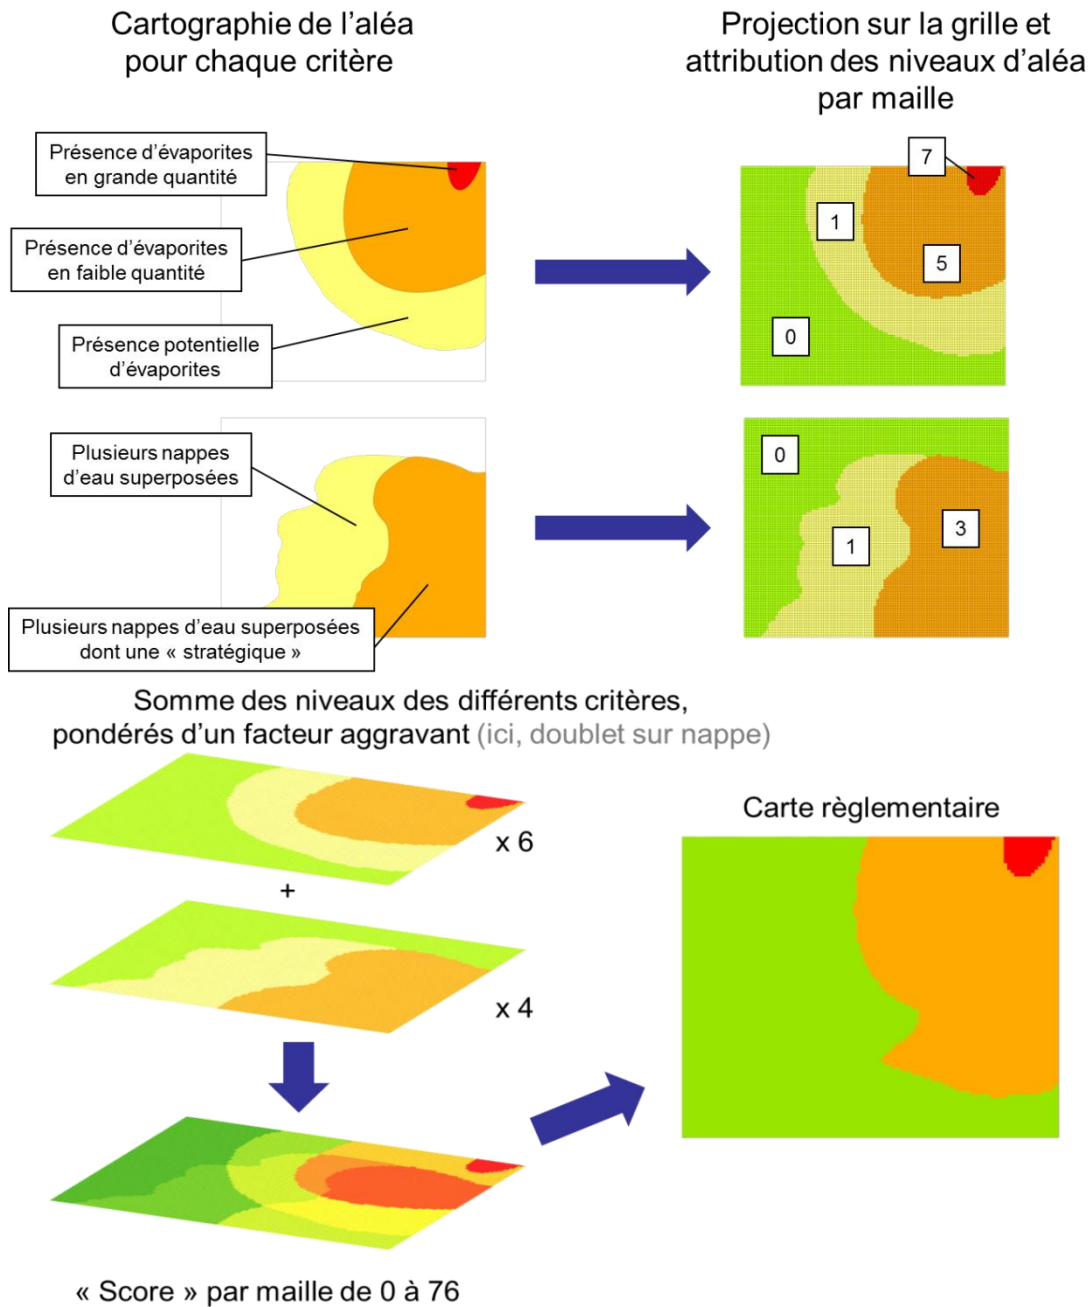 Cartographie de l'aléa
pour chaque critère
Projection sur la grille et
attribution des niveaux d'aléa
par maille
Présence d'évaporites
en grande quantité
Présence d'évaporites
en faible quantité
Présence potentielle
d'évaporites
7
1
5
0
Plusieurs nappes
d'eau superposées
Plusieurs nappes d'eau superposées
dont une « stratégique »
0
1
3
Somme des niveaux des différents critères,
pondérés d'un facteur aggravant (ici, doublet sur nappe)
x 6
+
x 4
Carte règlementaire
« Score » par maille de 0 à 76